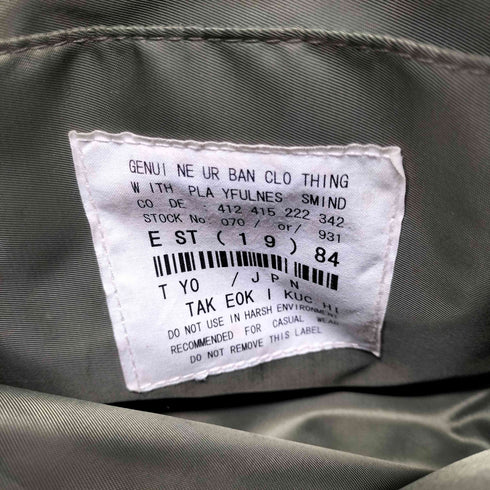 GENUI NE UR BAN CLO THING
WITH PLA YFULNES SMIND
CO DE : 412 415 222 342
STOCK No. 070 / or / 931
E ST ( 1 9 ) 84
T YO / J P N
TAK EOK I KUC HI
DO NOT USE IN HARSH ENVIRONMENT
RECOMMENDED FOR CASUAL WEAR
DO NOT REMOVE THIS LABEL